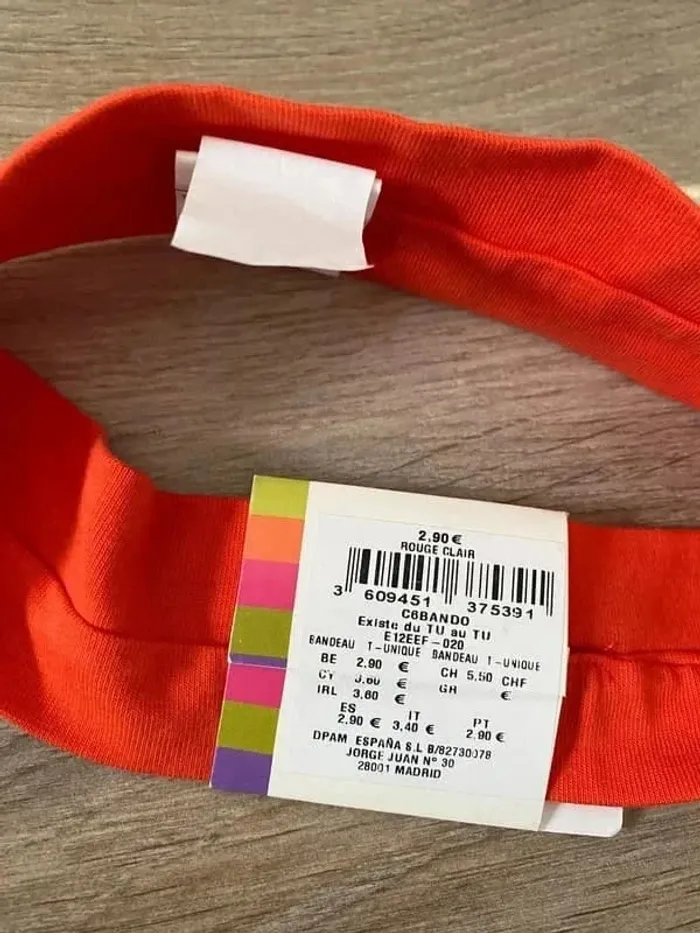 2,90€
ROUGE CLAIR
3 609451 375391
C6BANDO
Existe du TU au TU
E12EEF-020
BANDEAU T-UNIQUE BANDEAU T-UNIQUE
BE 2.90 € CH 5.50 CHF
CY 3.60 € GR €
IRL 3.60 €
ES IT PT
2.90 € 3,40 € 2.90 €
DPAM ESPAÑA S.L B/82730078
JORGE JUAN Nº 30
28001 MADRID